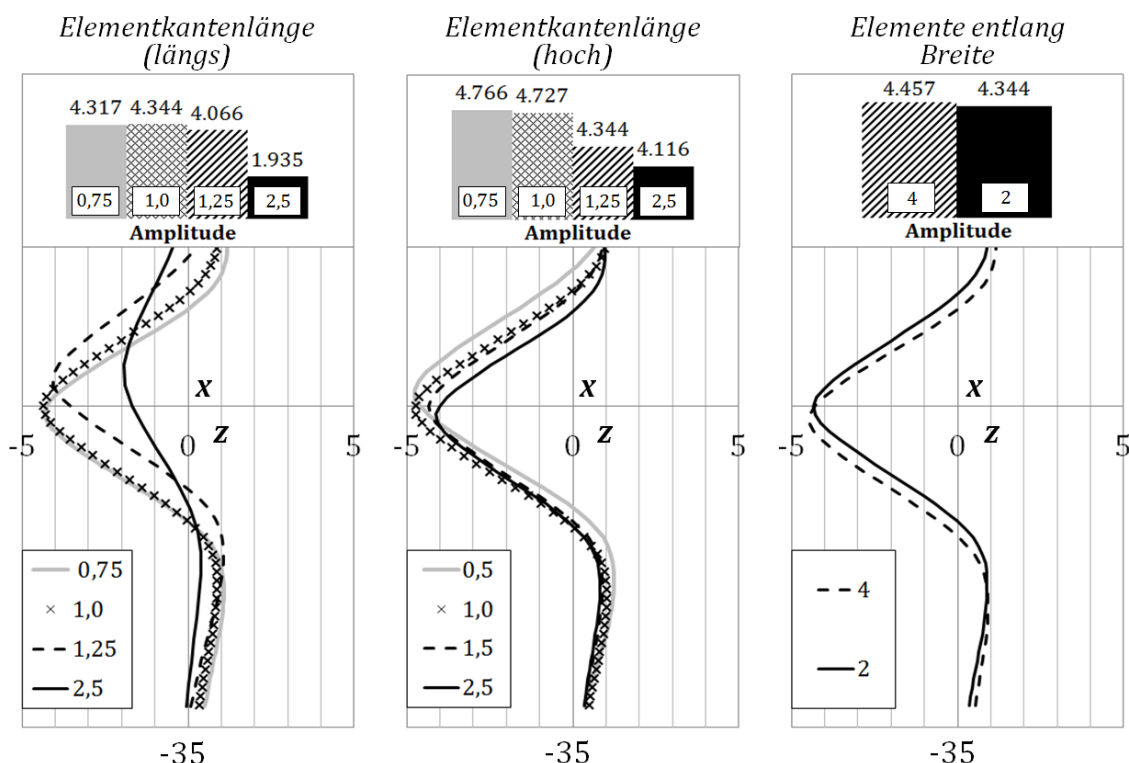 Elementkantenlänge
(längs)
4.317 4.344 4.066
1.935
0,75 1,0 1,25 2,5
Amplitude
x
-5 0 z 5
0,75
1,0
1,25
2,5
-35
Elementkantenlänge
(hoch)
4.766 4.727
4.344
4.116
0,75 1,0 1,25 2,5
Amplitude
x
-5 0 z 5
0,5
1,0
1,5
2,5
-35
Elemente entlang
Breite
4.457 4.344
4 2
Amplitude
x
-5 0 z 5
4
2
-35